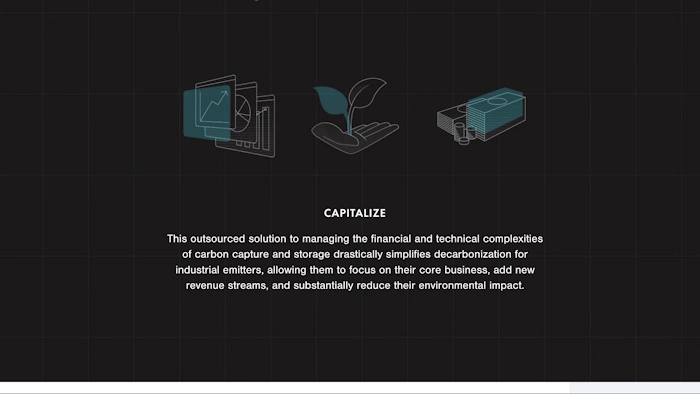 CAPITALIZE
This outsourced solution to managing the financial and technical complexities
of carbon capture and storage drastically simplifies decarbonization for
industrial emitters, allowing them to focus on their core business, add new
revenue streams, and substantially reduce their environmental impact.